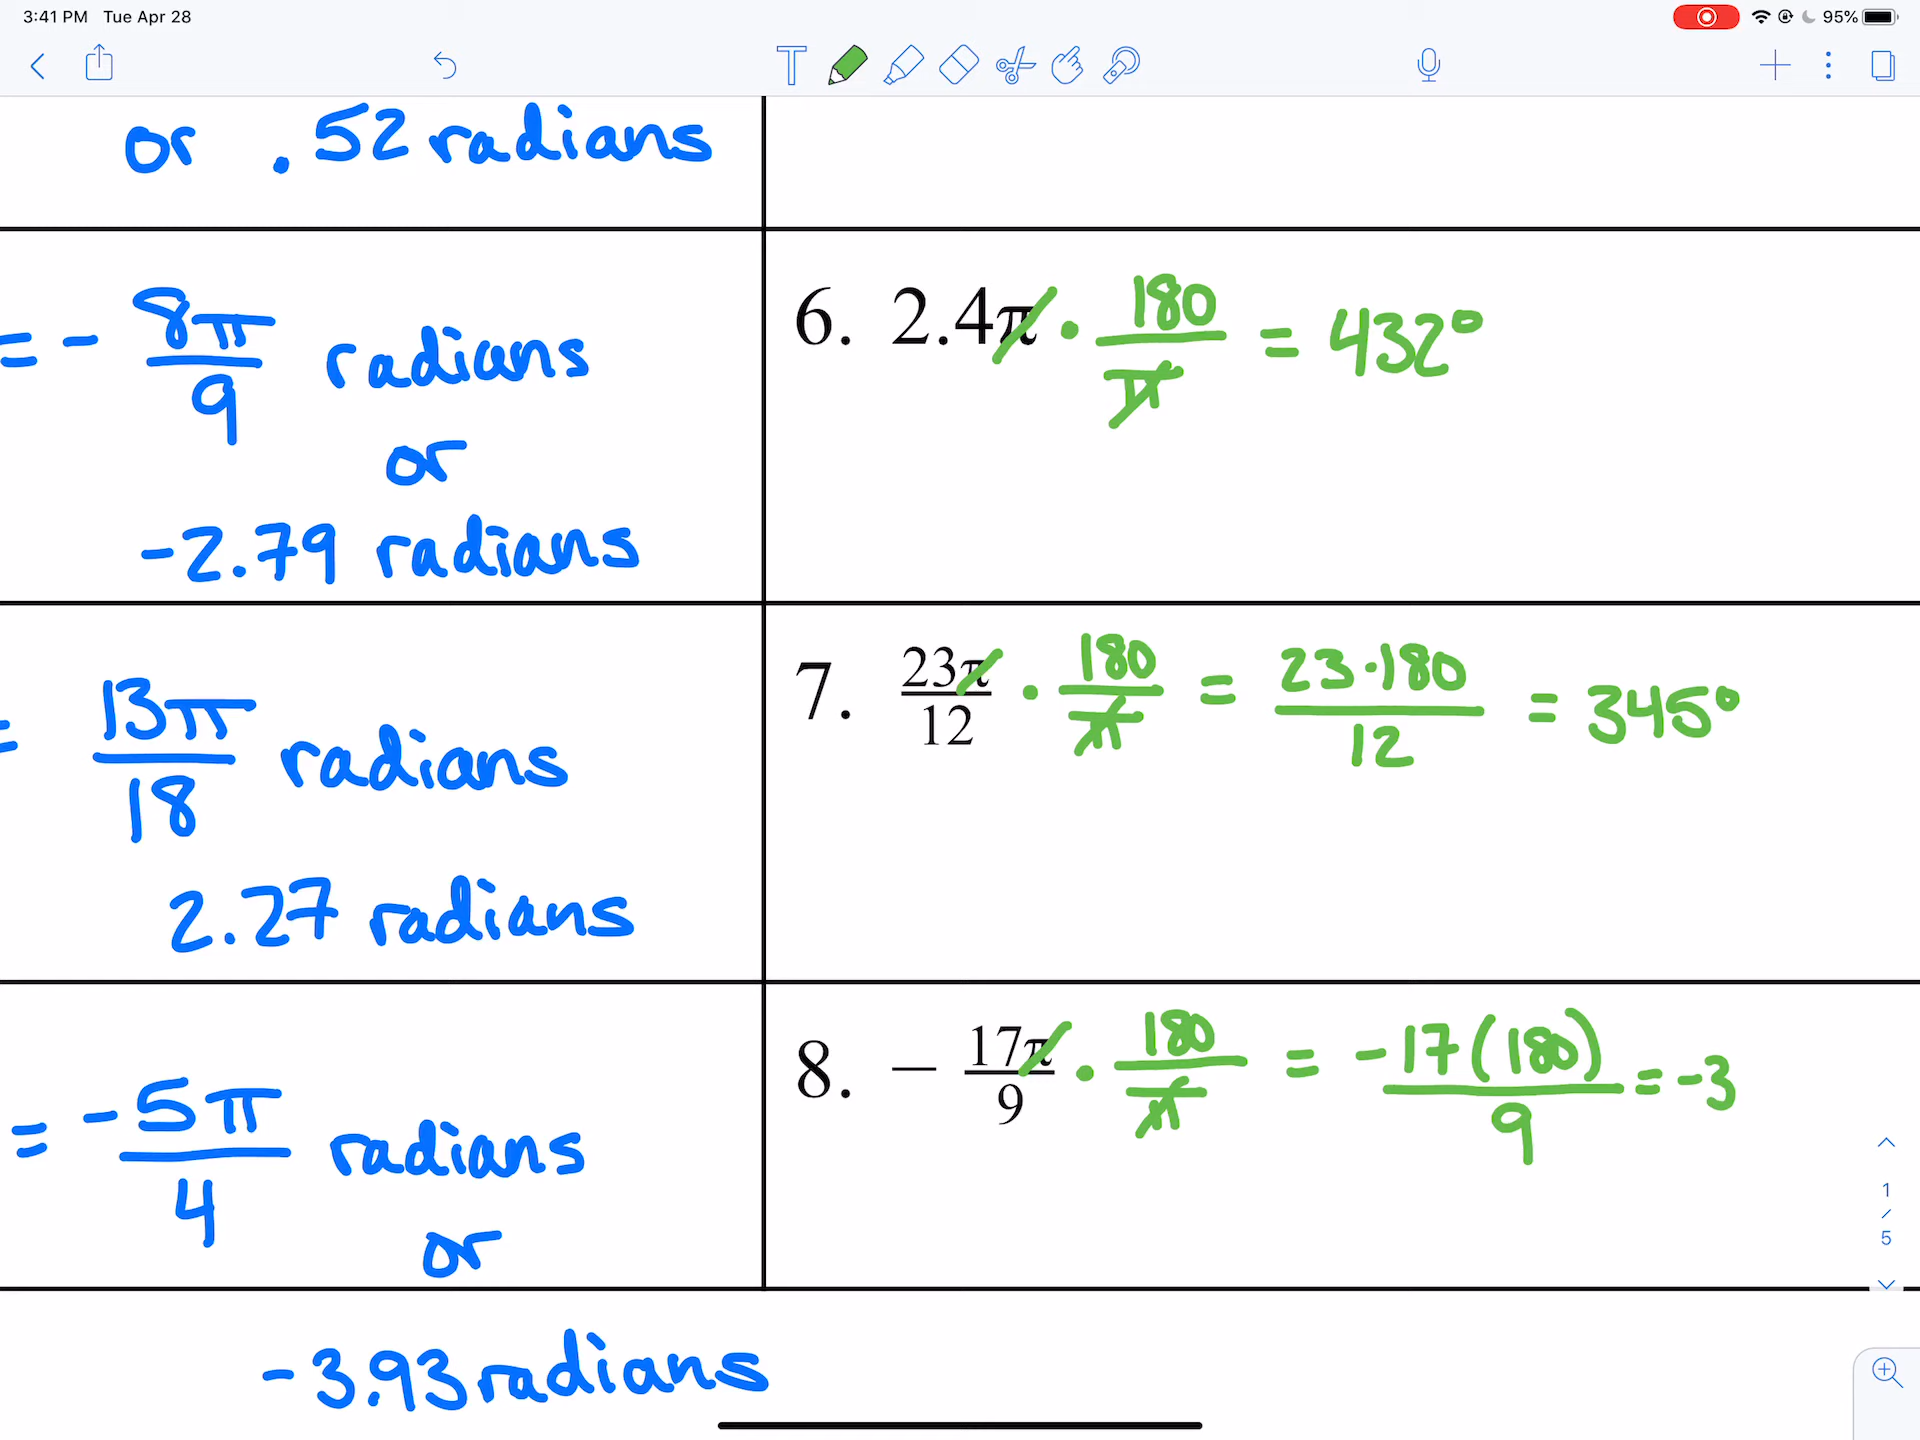 3:41 PM Tue Apr 28 95%
or .52 radians
= - 8π/9 radians
or
-2.79 radians
6. 2.4π · 180/π = 432°
= 13π/18 radians
2.27 radians
7. 23π/12 · 180/π = 23·180/12 = 345°
= -5π/4 radians
or
-3.93 radians
8. - 17π/9 · 180/π = -17(180)/9 = -3
1
/
5